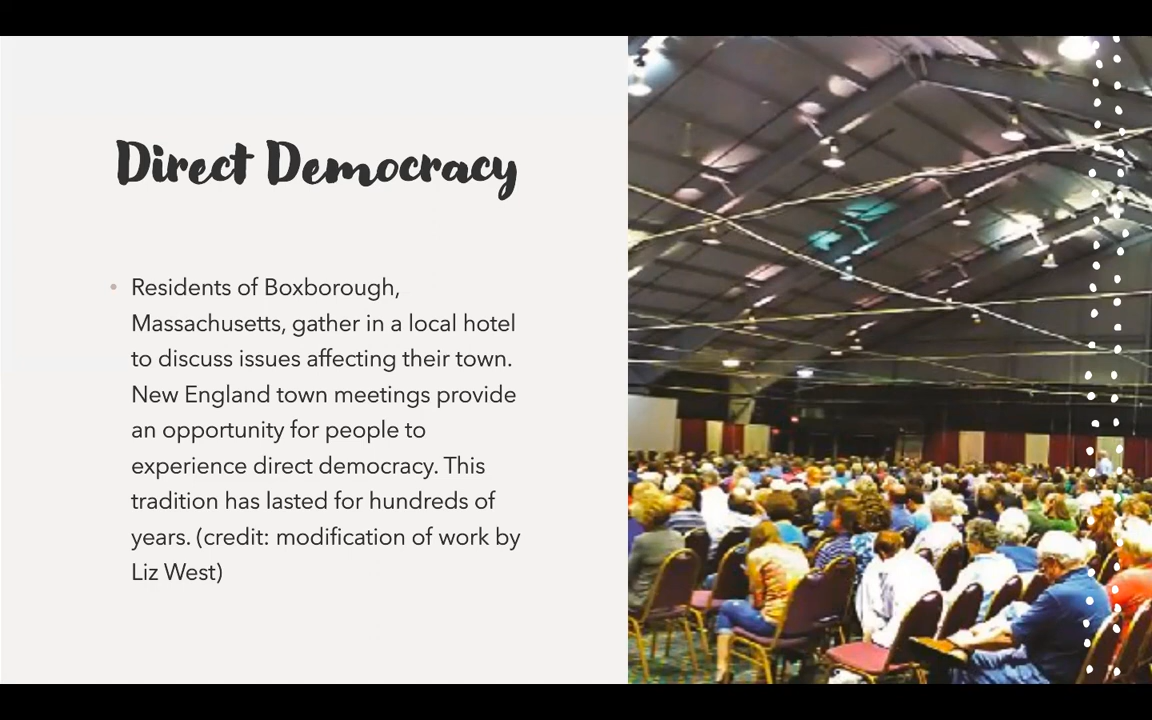 Direct Democracy
• Residents of Boxborough,
Massachusetts, gather in a local hotel
to discuss issues affecting their town.
New England town meetings provide
an opportunity for people to
experience direct democracy. This
tradition has lasted for hundreds of
years. (credit: modification of work by
Liz West)